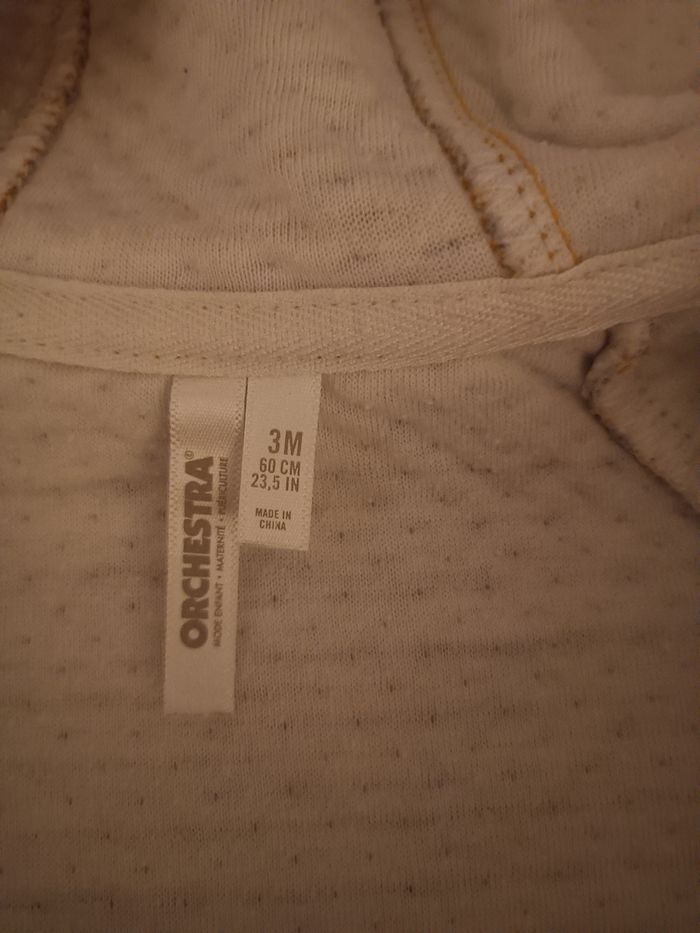 ORCHESTRA®
MODE ENFANT • MATERNITÉ • PUÉRICULTURE
3M
60 CM
23,5 IN
MADE IN
CHINA